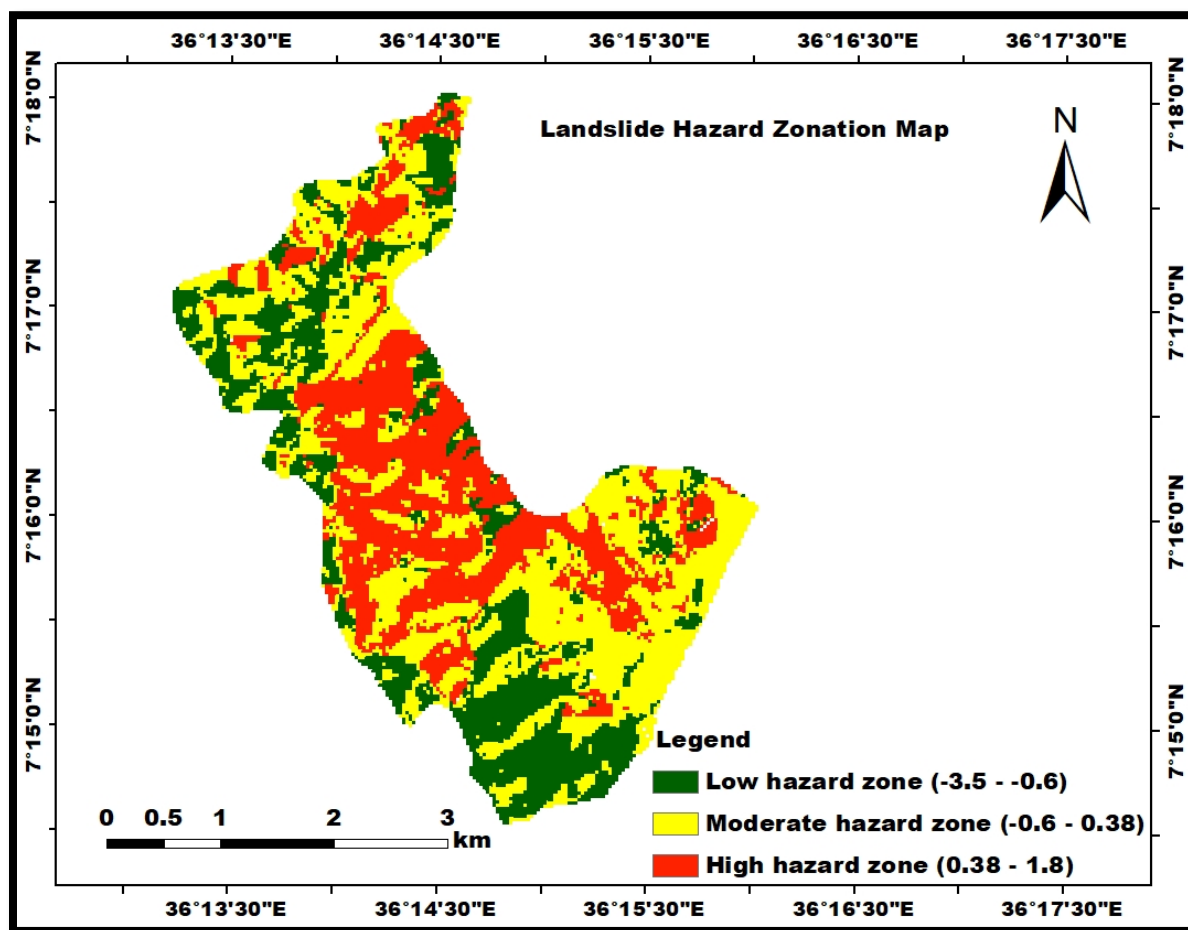 36°13'30"E 36°14'30"E 36°15'30"E 36°16'30"E 36°17'30"E
7°18'0"N
7°18'0"N
Landslide Hazard Zonation Map
N
7°17'0"N
7°17'0"N
7°16'0"N
7°16'0"N
7°15'0"N
7°15'0"N
Legend
Low hazard zone (-3.5 - -0.6)
Moderate hazard zone (-0.6 - 0.38)
High hazard zone (0.38 - 1.8)
0 0.5 1 2 3
km
36°13'30"E 36°14'30"E 36°15'30"E 36°16'30"E 36°17'30"E